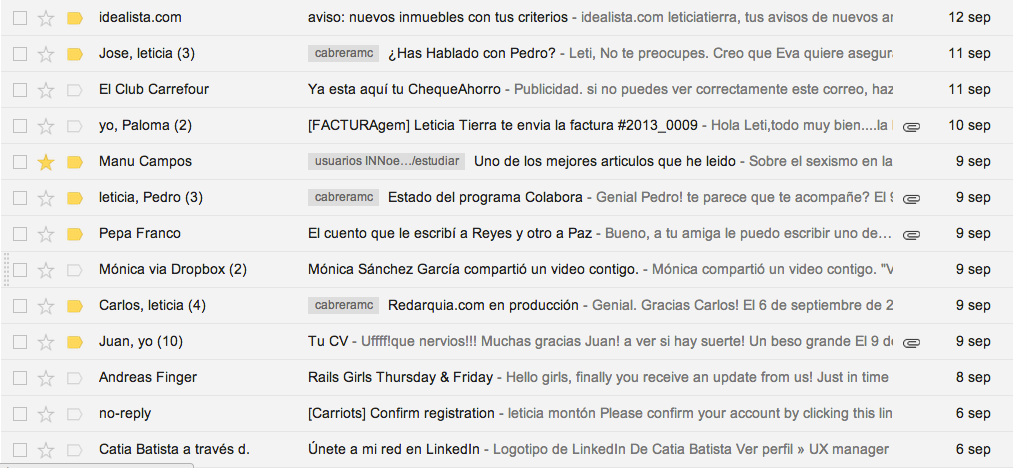 idealista.com aviso: nuevos inmuebles con tus criterios - idealista.com leticiatierra, tus avisos de nuevos an 12 sep
Jose, leticia (3) cabreramc ¿Has Hablado con Pedro? - Leti, No te preocupes. Creo que Eva quiere asegura 11 sep
El Club Carrefour Ya esta aquí tu ChequeAhorro - Publicidad. si no puedes ver correctamente este correo, haz 11 sep
yo, Paloma (2) [FACTURAgem] Leticia Tierra te envia la factura #2013_0009 - Hola Leti,todo muy bien....la 10 sep
Manu Campos usuarios INNoe.../estudiar Uno de los mejores articulos que he leido - Sobre el sexismo en la 9 sep
leticia, Pedro (3) cabreramc Estado del programa Colabora - Genial Pedro! te parece que te acompañe? El 9 9 sep
Pepa Franco El cuento que le escribí a Reyes y otro a Paz - Bueno, a tu amiga le puedo escribir uno de... 9 sep
Mónica via Dropbox (2) Mónica Sánchez García compartió un video contigo. - Mónica compartió un video contigo. "V 9 sep
Carlos, leticia (4) cabreramc Redarquia.com en producción - Genial. Gracias Carlos! El 6 de septiembre de 2 9 sep
Juan, yo (10) Tu CV - Uffff!que nervios!!! Muchas gracias Juan! a ver si hay suerte! Un beso grande El 9 de 9 sep
Andreas Finger Rails Girls Thursday & Friday - Hello girls, finally you receive an update from us! Just in time 8 sep
no-reply [Carriots] Confirm registration - leticia montón Please confirm your account by clicking this lin 6 sep
Catia Batista a través d. Únete a mi red en LinkedIn - Logotipo de LinkedIn De Catia Batista Ver perfil » UX manager 6 sep